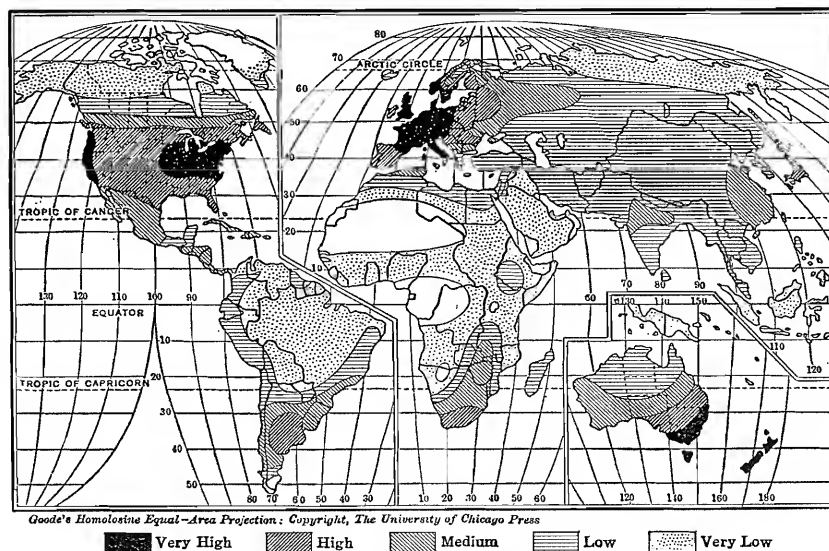 80
70
ARCTIC CIRCLE
60
50
40
30
TROPIC OF CANCER
20
10
130 120 110 100 90
EQUATOR
60
70 80 90
130 150
10
110
120
TROPIC OF CAPRICORN
20
30
40
50
80 70 60 50 40 30
10 20 30 40 50 60
120 140 160 180
Goode's Homolosine Equal-Area Projection; Copyright, The University of Chicago Press
Very High High Medium Low Very Low